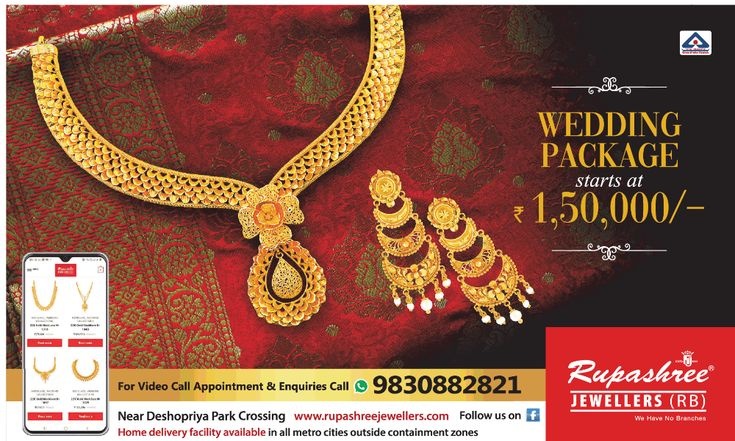 WEDDING
PACKAGE
starts at
₹ 1,50,000/-
Rupashree®
JEWELLERS (RB)
We Have No Branches
For Video Call Appointment & Enquiries Call 9830882821
Near Deshopriya Park Crossing www.rupashreejewellers.com Follow us on f
Home delivery facility available in all metro cities outside containment zones